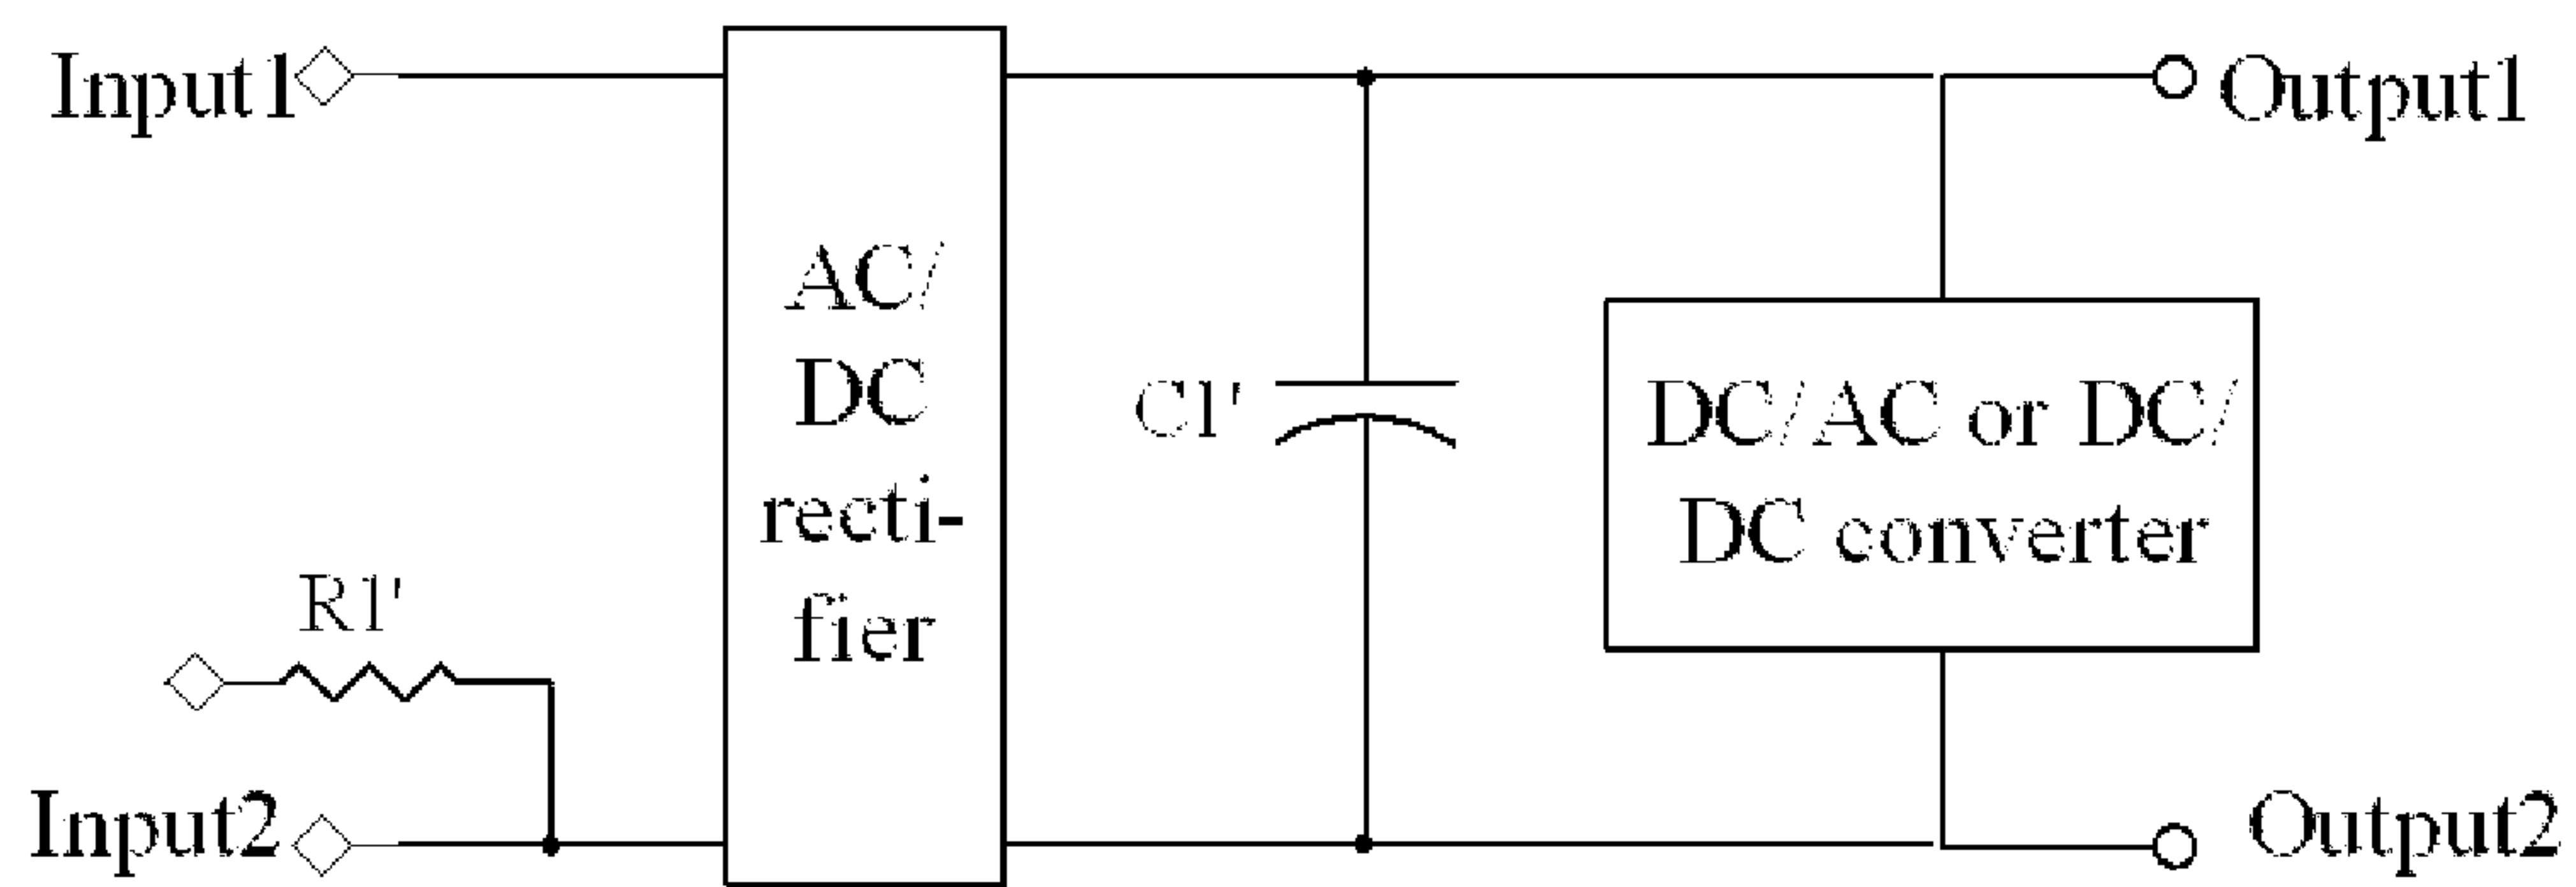 Input1
Output1
AC/
DC
recti-
fier
C1'
DC/AC or DC/
DC converter
R1'
Input2
Output2